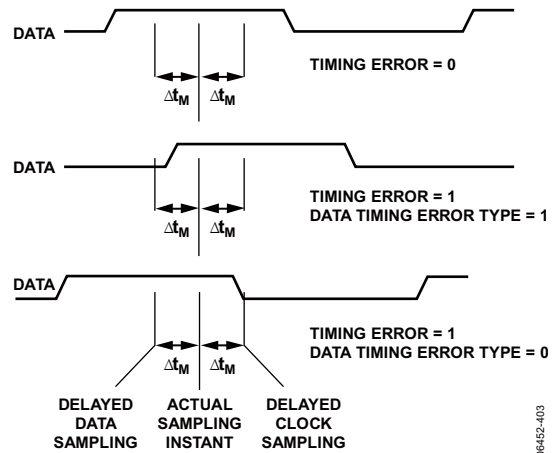 DATA
TIMING ERROR = 0
ΔtM ΔtM
DATA
TIMING ERROR = 1
DATA TIMING ERROR TYPE = 1
ΔtM ΔtM
DATA
TIMING ERROR = 1
DATA TIMING ERROR TYPE = 0
ΔtM ΔtM
DELAYED DATA SAMPLING
ACTUAL SAMPLING INSTANT
DELAYED CLOCK SAMPLING
06452-403